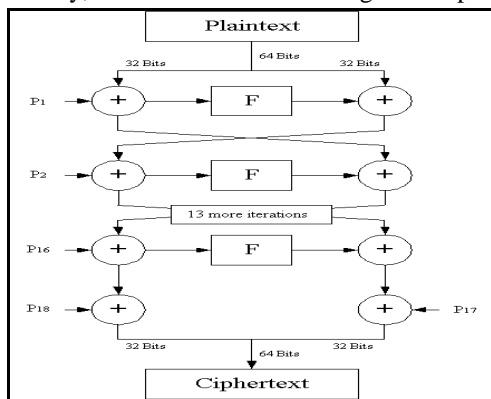 Plaintext
64 Bits
32 Bits 32 Bits
P1 + F +
P2 + F +
13 more iterations
P16 + F +
P18 + + P17
32 Bits 32 Bits
64 Bits
Ciphertext